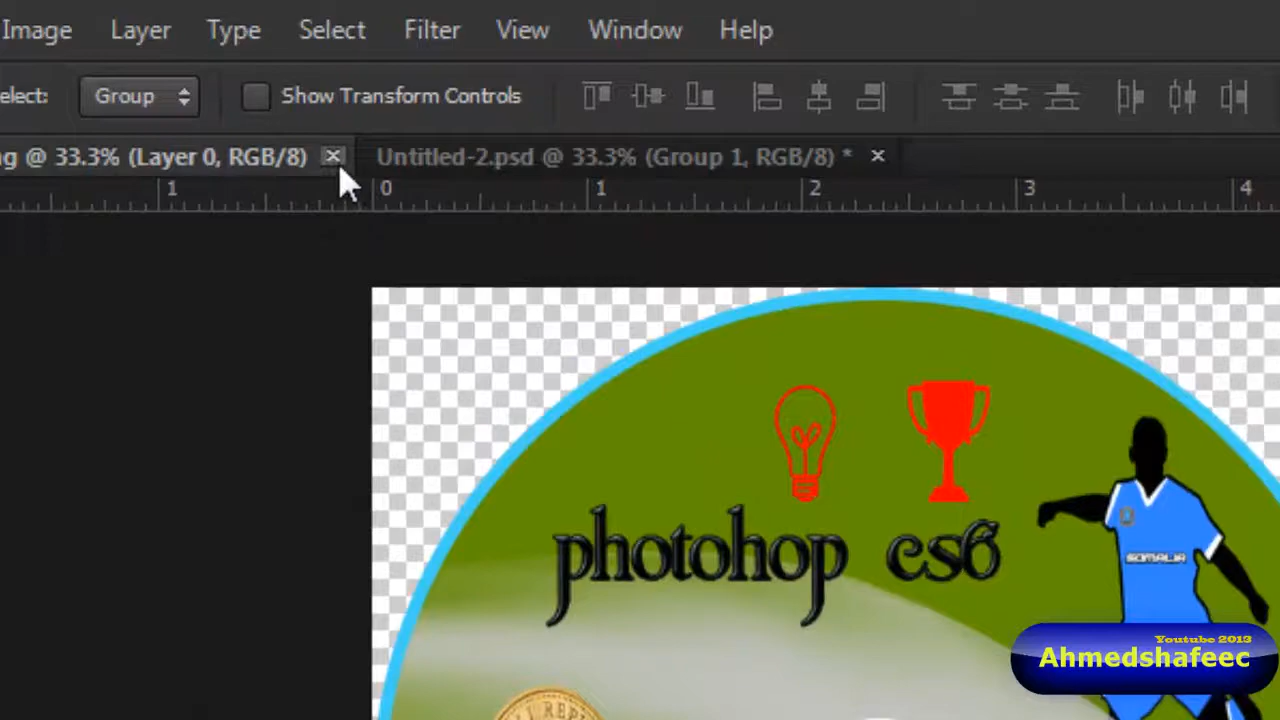 Image Layer Type Select Filter View Window Help
elect: Group Show Transform Controls
ng @ 33.3% (Layer 0, RGB/8) × Untitled-2.psd @ 33.3% (Group 1, RGB/8) * ×
1 0 1 2 3 4
photohop cs6
SOMALIA
Youtube 2013
Ahmedshafeec